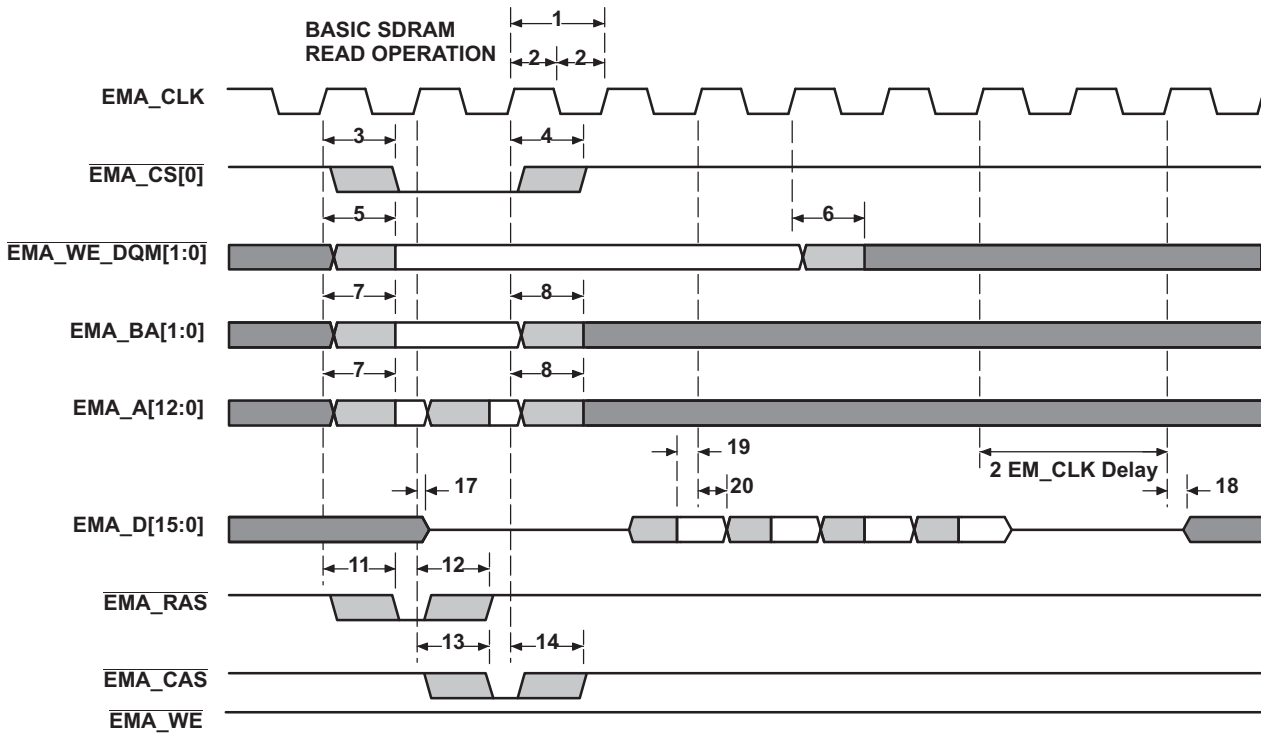 BASIC SDRAM
READ OPERATION
1
2 2
EMA_CLK
3 4
EMA_CS[0]
5 6
EMA_WE_DQM[1:0]
7 8
EMA_BA[1:0]
7 8
EMA_A[12:0]
19
2 EM_CLK Delay
17 20 18
EMA_D[15:0]
11 12
EMA_RAS
13 14
EMA_CAS
EMA_WE